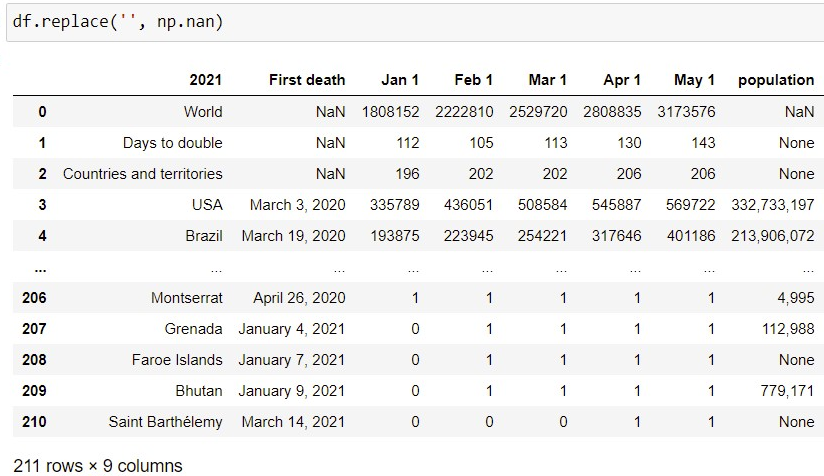 df.replace('', np.nan)
2021 First death Jan 1 Feb 1 Mar 1 Apr 1 May 1 population
0 World NaN 1808152 2222810 2529720 2808835 3173576 NaN
1 Days to double NaN 112 105 113 130 143 None
2 Countries and territories NaN 196 202 202 206 206 None
3 USA March 3, 2020 335789 436051 508584 545887 569722 332,733,197
4 Brazil March 19, 2020 193875 223945 254221 317646 401186 213,906,072
... ... ... ... ... ... ... ... ...
206 Montserrat April 26, 2020 1 1 1 1 1 4,995
207 Grenada January 4, 2021 0 1 1 1 1 112,988
208 Faroe Islands January 7, 2021 0 1 1 1 1 None
209 Bhutan January 9, 2021 0 1 1 1 1 779,171
210 Saint Barthélemy March 14, 2021 0 0 0 1 1 None
211 rows × 9 columns